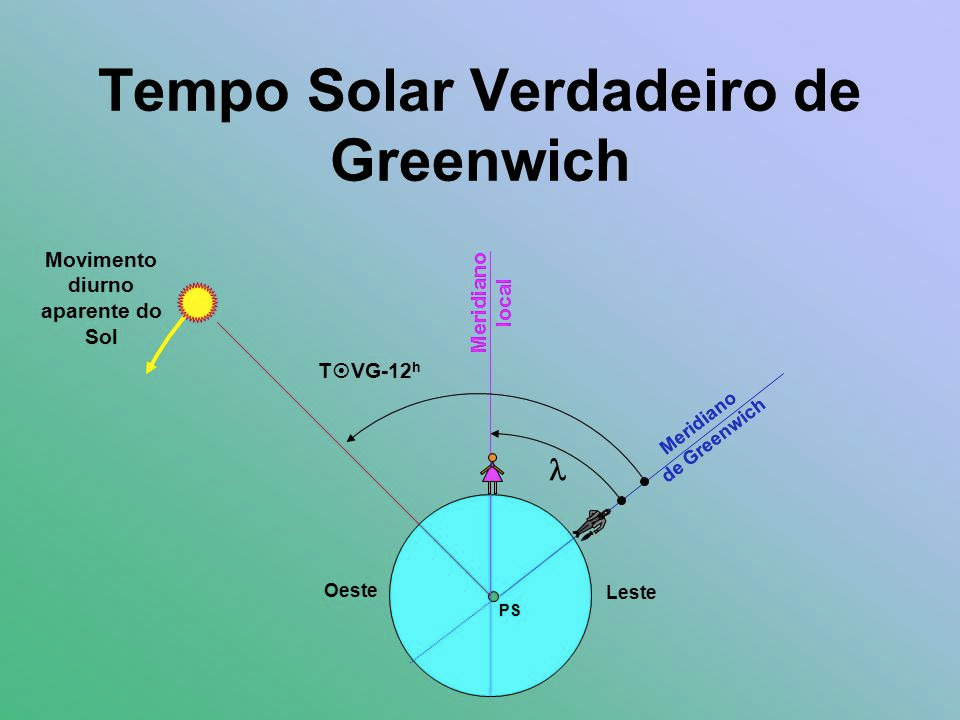 Tempo Solar Verdadeiro de
Greenwich
Movimento
diurno
aparente do
Sol
Meridiano
local
T☉VG-12ʰ
Meridiano
de Greenwich
λ
Oeste
Leste
PS